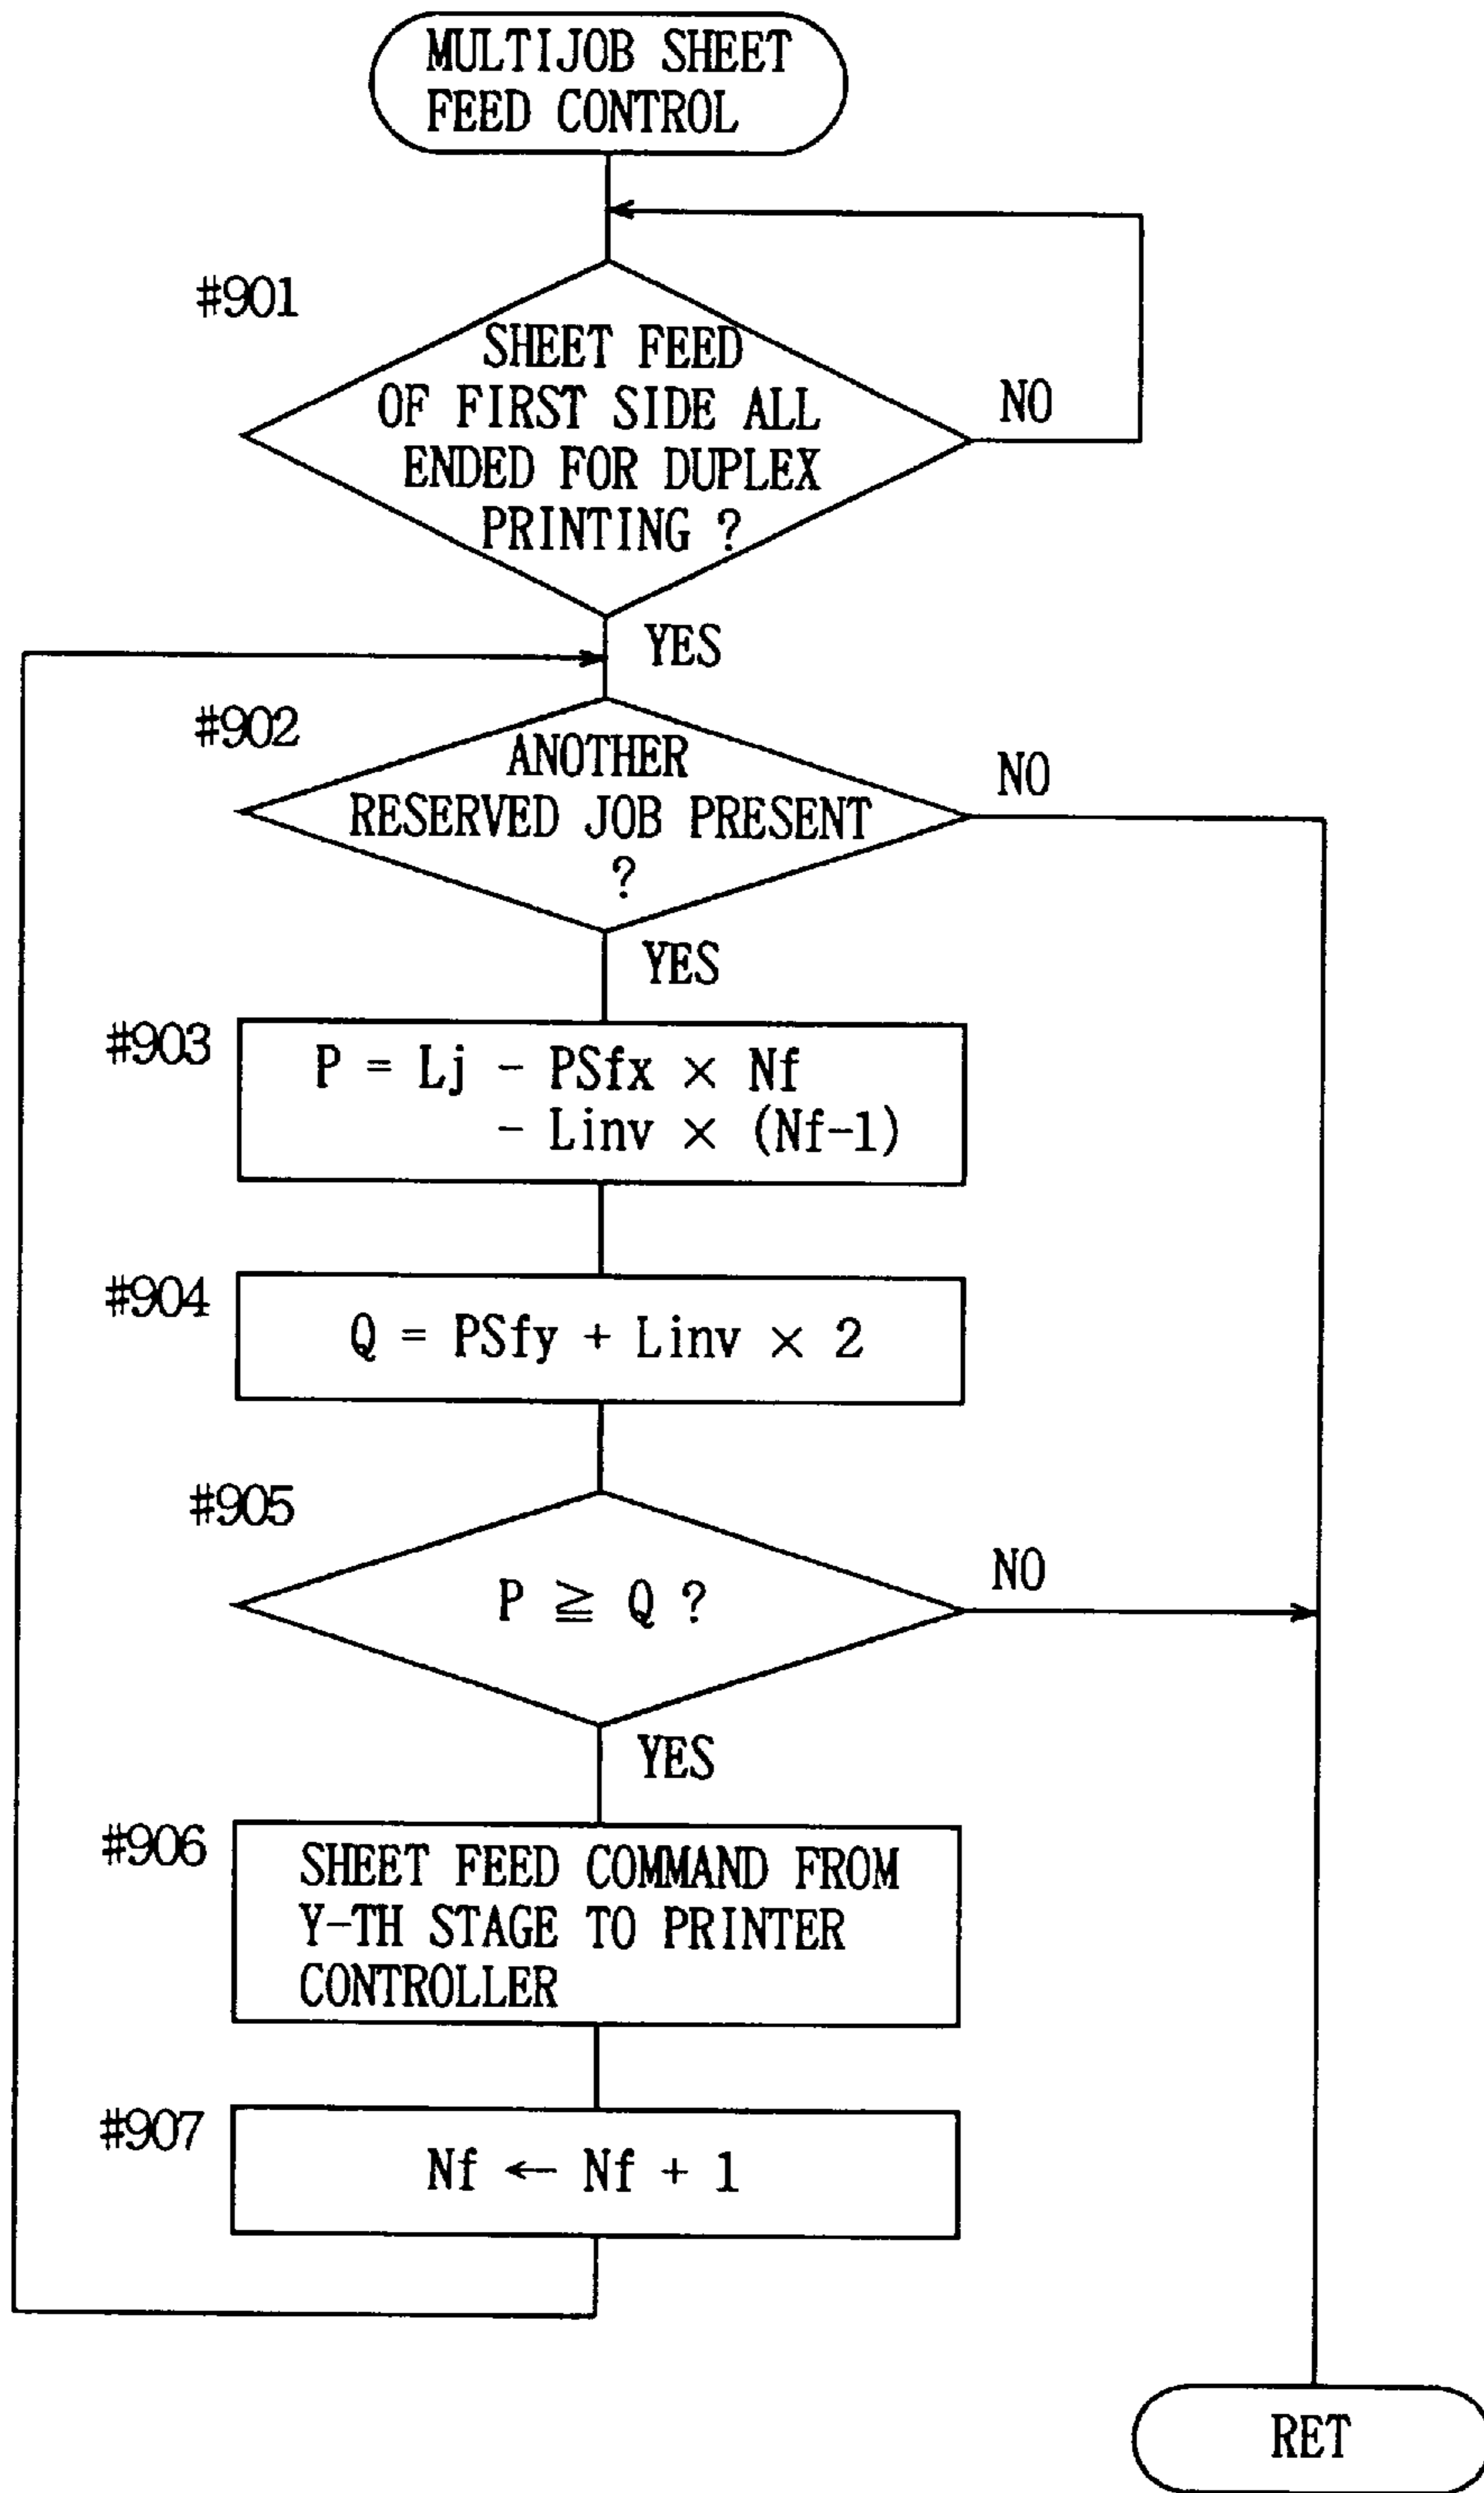 MULTIJOB SHEET
FEED CONTROL
#901
SHEET FEED
OF FIRST SIDE ALL
ENDED FOR DUPLEX
PRINTING ?
NO
YES
#902
ANOTHER
RESERVED JOB PRESENT
?
NO
YES
#903
P = Lj - PSfx × Nf
- Linv × (Nf-1)
#904
Q = PSfy + Linv × 2
#905
P ≧ Q ?
NO
YES
#906
SHEET FEED COMMAND FROM
Y-TH STAGE TO PRINTER
CONTROLLER
#907
Nf ← Nf + 1
RET